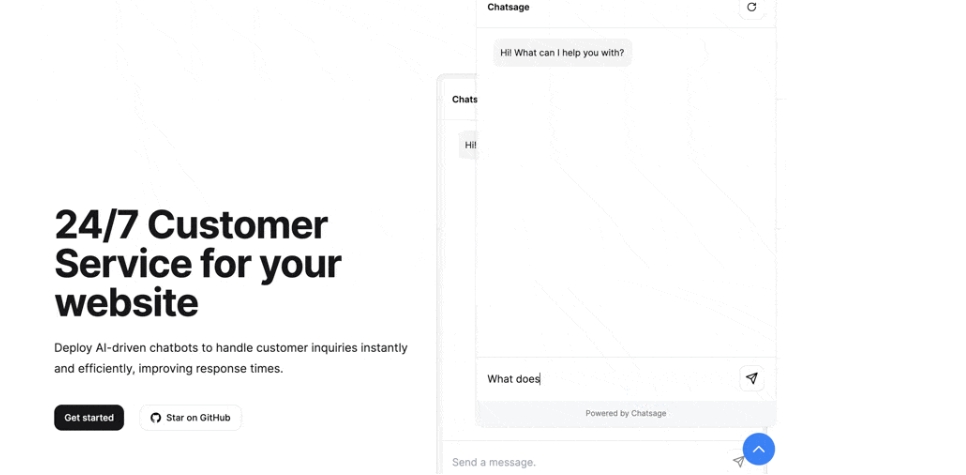 Chatsage
Hi! What can I help you with?
Chats
Hi!
24/7 Customer
Service for your
website
Deploy AI-driven chatbots to handle customer inquiries instantly
and efficiently, improving response times.
Get started
Star on GitHub
What does
Powered by Chatsage
Send a message.